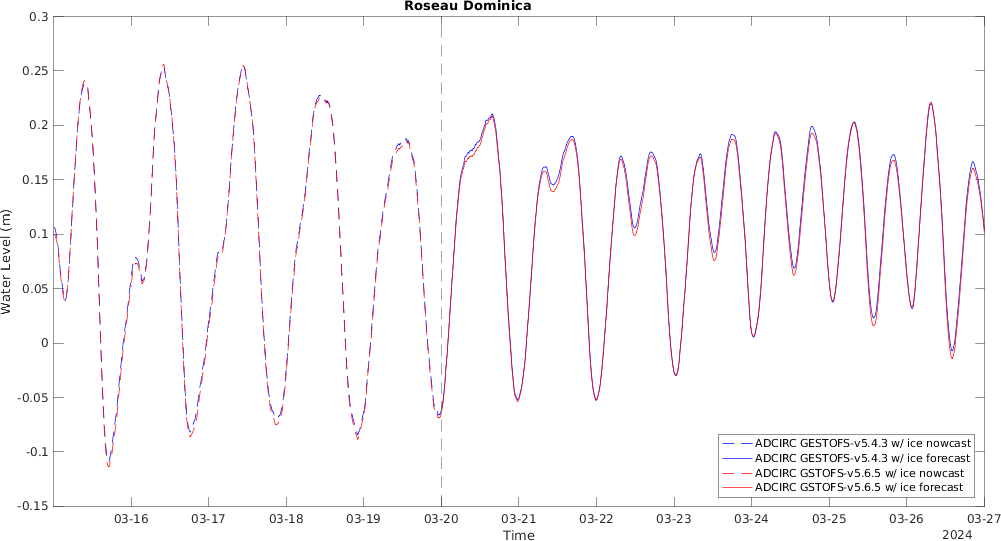 Roseau Dominica
0.3
0.25
0.2
0.15
0.1
0.05
0
-0.05
-0.1
-0.15
Water Level (m)
ADCIRC GESTOFS-v5.4.3 w/ ice nowcast
ADCIRC GESTOFS-v5.4.3 w/ ice forecast
ADCIRC GSTOFS-v5.6.5 w/ ice nowcast
ADCIRC GSTOFS-v5.6.5 w/ ice forecast
03-16 03-17 03-18 03-19 03-20 03-21 03-22 03-23 03-24 03-25 03-26 03-27
Time
2024